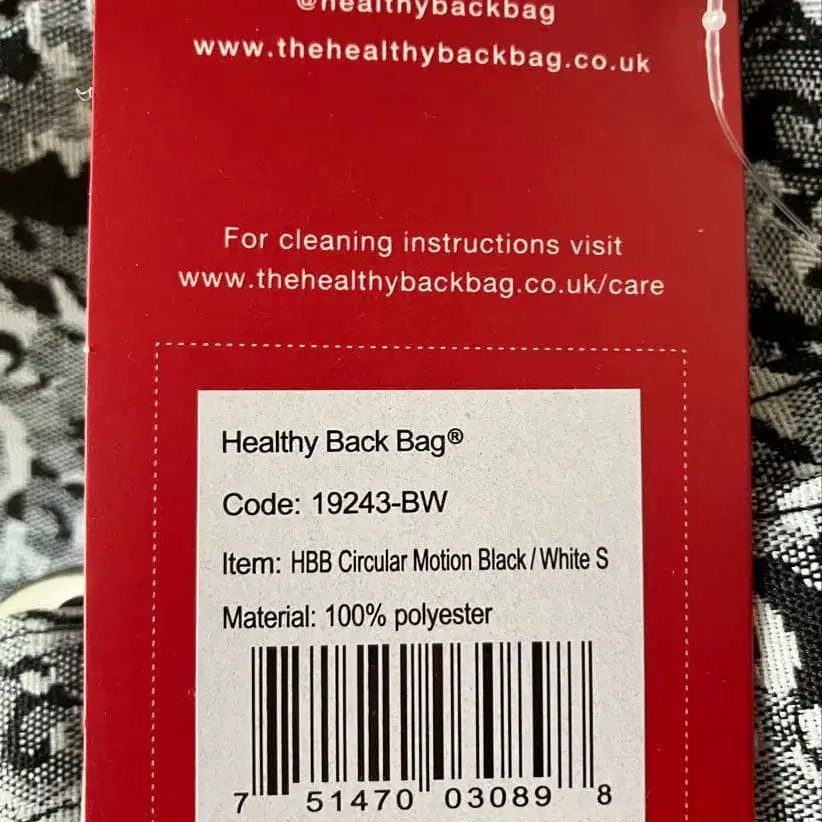 @healthybackbag
www.thehealthybackbag.co.uk
For cleaning instructions visit
www.thehealthybackbag.co.uk/care
Healthy Back Bag®
Code: 19243-BW
Item: HBB Circular Motion Black/White S
Material: 100% polyester
7 51470 03089 8